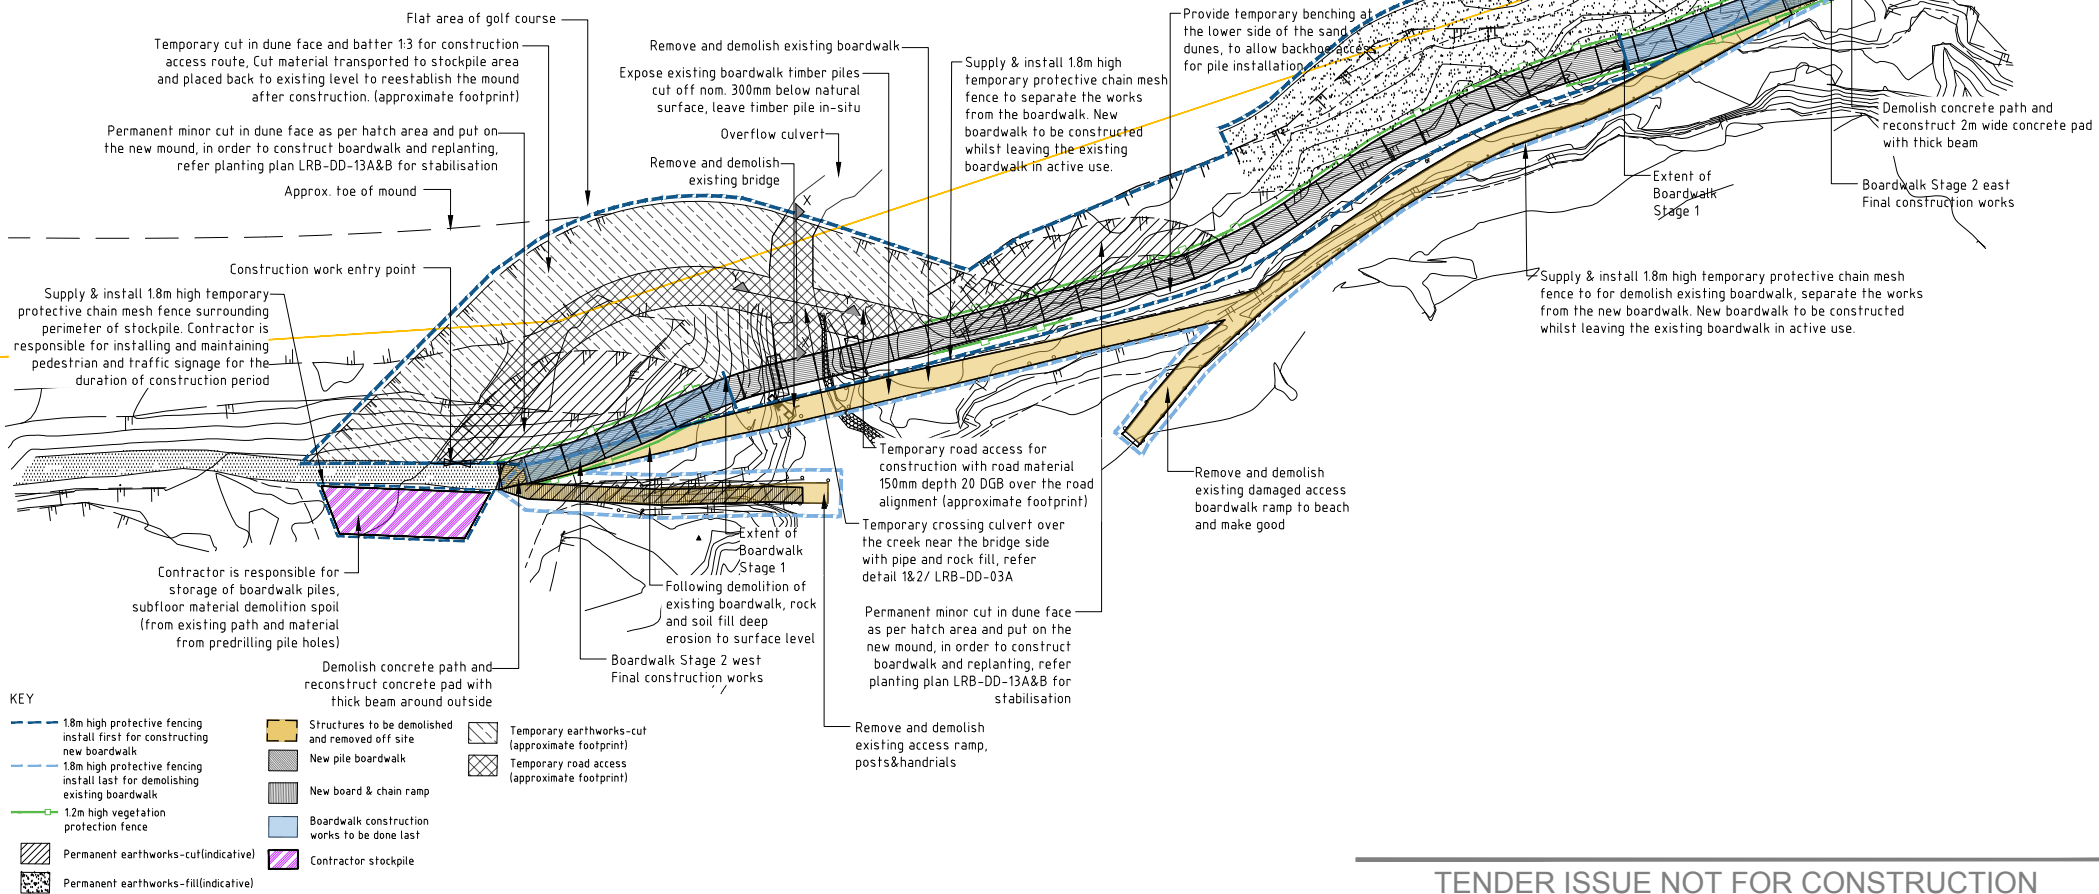 Flat area of golf course
Temporary cut in dune face and batter 1:3 for construction
access route, Cut material transported to stockpile area
and placed back to existing level to reestablish the mound
after construction. (approximate footprint)
Permanent minor cut in dune face as per hatch area and put on
the new mound, in order to construct boardwalk and replanting,
refer planting plan LRB-DD-13A&B for stabilisation
Approx. toe of mound
Construction work entry point
Supply & install 1.8m high temporary
protective chain mesh fence surrounding
perimeter of stockpile. Contractor is
responsible for installing and maintaining
pedestrian and traffic signage for the
duration of construction period
Remove and demolish existing boardwalk
Expose existing boardwalk timber piles
cut off nom. 300mm below natural
surface, leave timber pile in-situ
Overflow culvert
Remove and demolish
existing bridge
X
Y
Y
Supply & install 1.8m high
temporary protective chain mesh
fence to separate the works
from the boardwalk. New
boardwalk to be constructed
whilst leaving the existing
boardwalk in active use.
Provide temporary benching at
the lower side of the sand
dunes, to allow backhoe access
for pile installation
Demolish concrete path and
reconstruct 2m wide concrete pad
with thick beam
Extent of
Boardwalk
Stage 1
Boardwalk Stage 2 east
Final construction works
Supply & install 1.8m high temporary protective chain mesh
fence to for demolish existing boardwalk, separate the works
from the new boardwalk. New boardwalk to be constructed
whilst leaving the existing boardwalk in active use.
Temporary road access for
construction with road material
150mm depth 20 DGB over the road
alignment (approximate footprint)
Remove and demolish
existing damaged access
boardwalk ramp to beach
and make good
Extent of
Boardwalk
Stage 1
Temporary crossing culvert over
the creek near the bridge side
with pipe and rock fill, refer
detail 1&2/ LRB-DD-03A
Contractor is responsible for
storage of boardwalk piles,
subfloor material demolition spoil
(from existing path and material
from predrilling pile holes)
Following demolition of
existing boardwalk, rock
and soil fill deep
erosion to surface level
Permanent minor cut in dune face
as per hatch area and put on the
new mound, in order to construct
boardwalk and replanting, refer
planting plan LRB-DD-13A&B for
stabilisation
Demolish concrete path and
reconstruct concrete pad with
thick beam around outside
Boardwalk Stage 2 west
Final construction works
Remove and demolish
existing access ramp,
posts&handrials
KEY
1.8m high protective fencing
install first for constructing
new boardwalk
1.8m high protective fencing
install last for demolishing
existing boardwalk
1.2m high vegetation
protection fence
Permanent earthworks-cut(indicative)
Permanent earthworks-fill(indicative)
Structures to be demolished
and removed off site
New pile boardwalk
New board & chain ramp
Boardwalk construction
works to be done last
Contractor stockpile
Temporary earthworks-cut
(approximate footprint)
Temporary road access
(approximate footprint)
TENDER ISSUE NOT FOR CONSTRUCTION